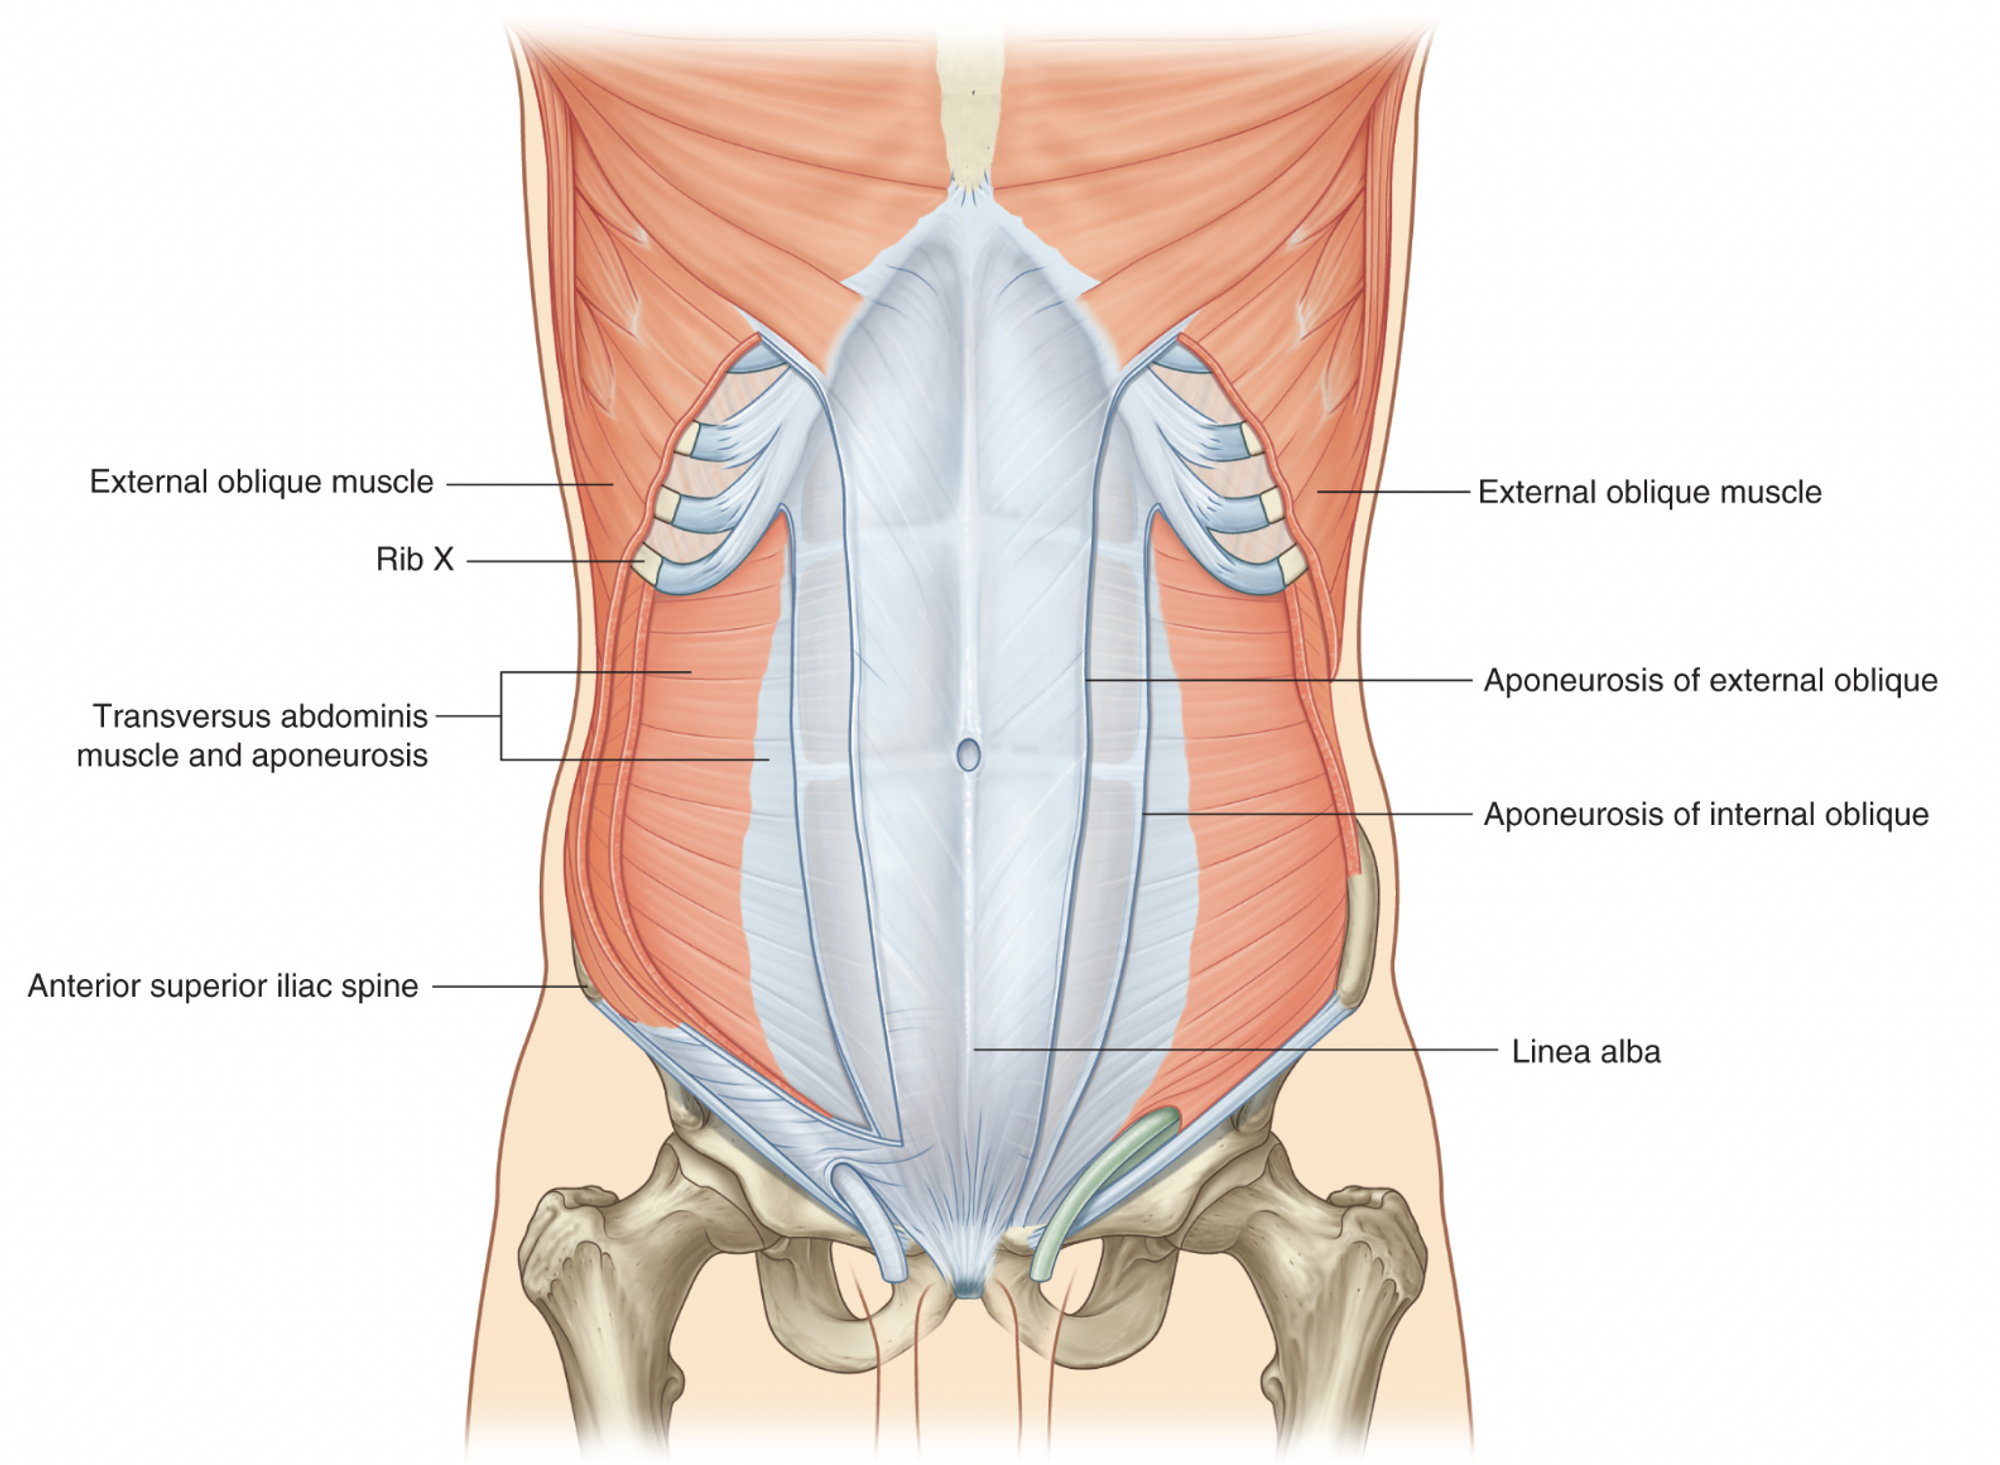 External oblique muscle
Rib X
Transversus abdominis
muscle and aponeurosis
Anterior superior iliac spine
External oblique muscle
Aponeurosis of external oblique
Aponeurosis of internal oblique
Linea alba